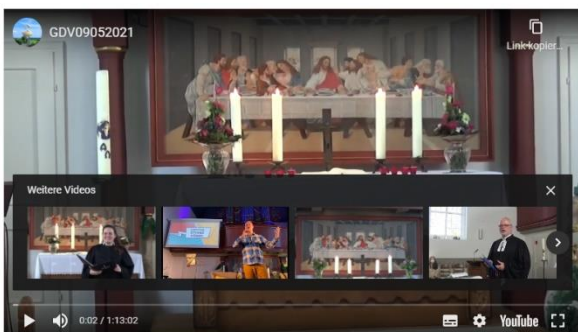 GDV09052021
Link kopier...
Weitere Videos
0:02 / 1:13:02
YouTube